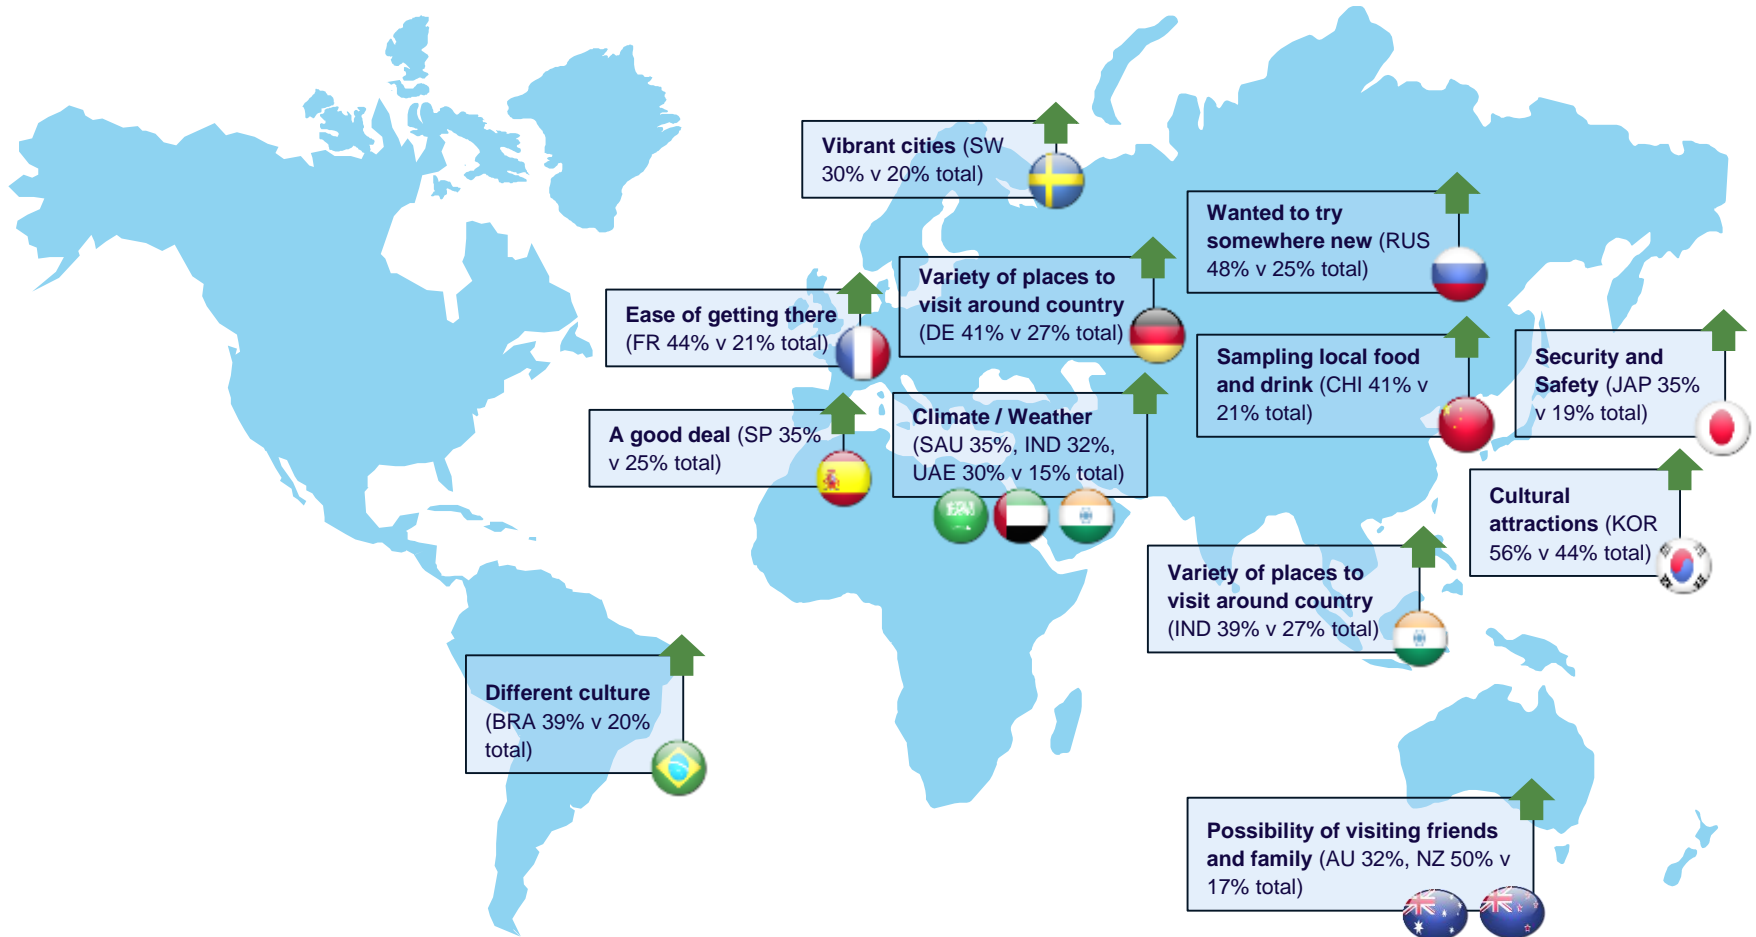 Vibrant cities (SW
30% v 20% total)
Wanted to try
somewhere new (RUS
48% v 25% total)
Variety of places to
visit around country
(DE 41% v 27% total)
Ease of getting there
(FR 44% v 21% total)
Sampling local food
and drink (CHI 41% v
21% total)
Security and
Safety (JAP 35%
v 19% total)
A good deal (SP 35%
v 25% total)
Climate / Weather
(SAU 35%, IND 32%,
UAE 30% v 15% total)
Cultural
attractions (KOR
56% v 44% total)
Variety of places to
visit around country
(IND 39% v 27% total)
Different culture
(BRA 39% v 20%
total)
Possibility of visiting friends
and family (AU 32%, NZ 50% v
17% total)